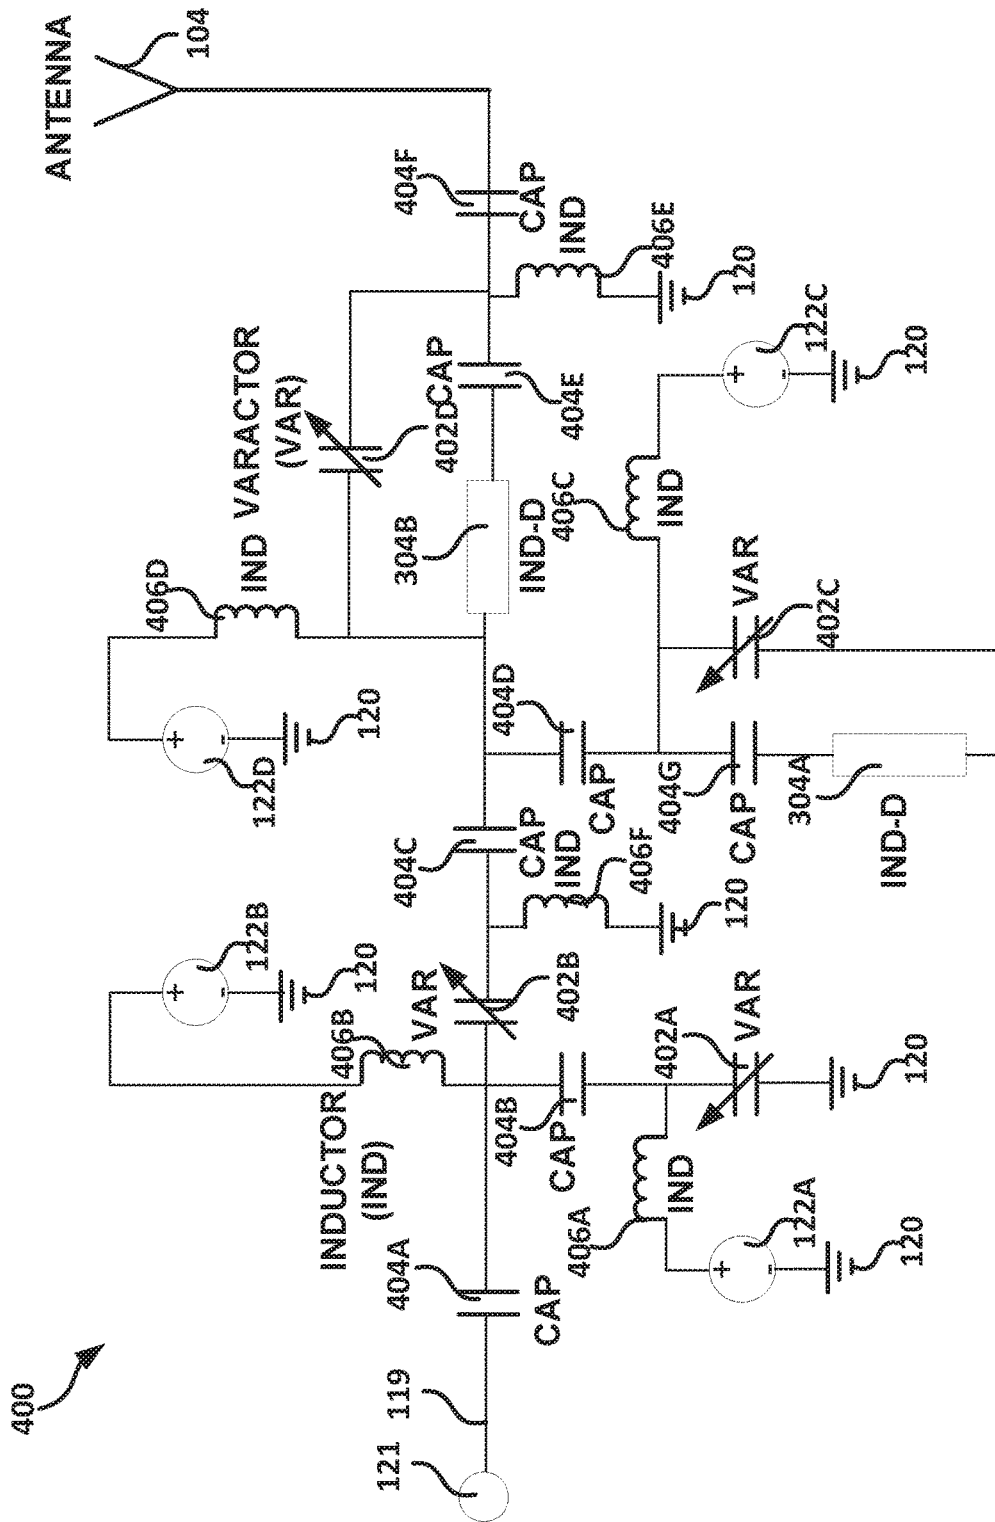 400
ANTENNA
104
IND VARACTOR
(VAR)
406D
122D
120
122B
120
INDUCTOR
(IND)
406B
VAR
402B
402D
CAP
404E
304B
IND-D
404F
CAP
IND
406E
120
121
119
404A
CAP
404B
CAP
404C
CAP
IND
406F
120
404D
CAP
406C
IND
122C
120
406A
IND
122A
120
402A
VAR
120
404G
CAP
304A
IND-D
VAR
402C